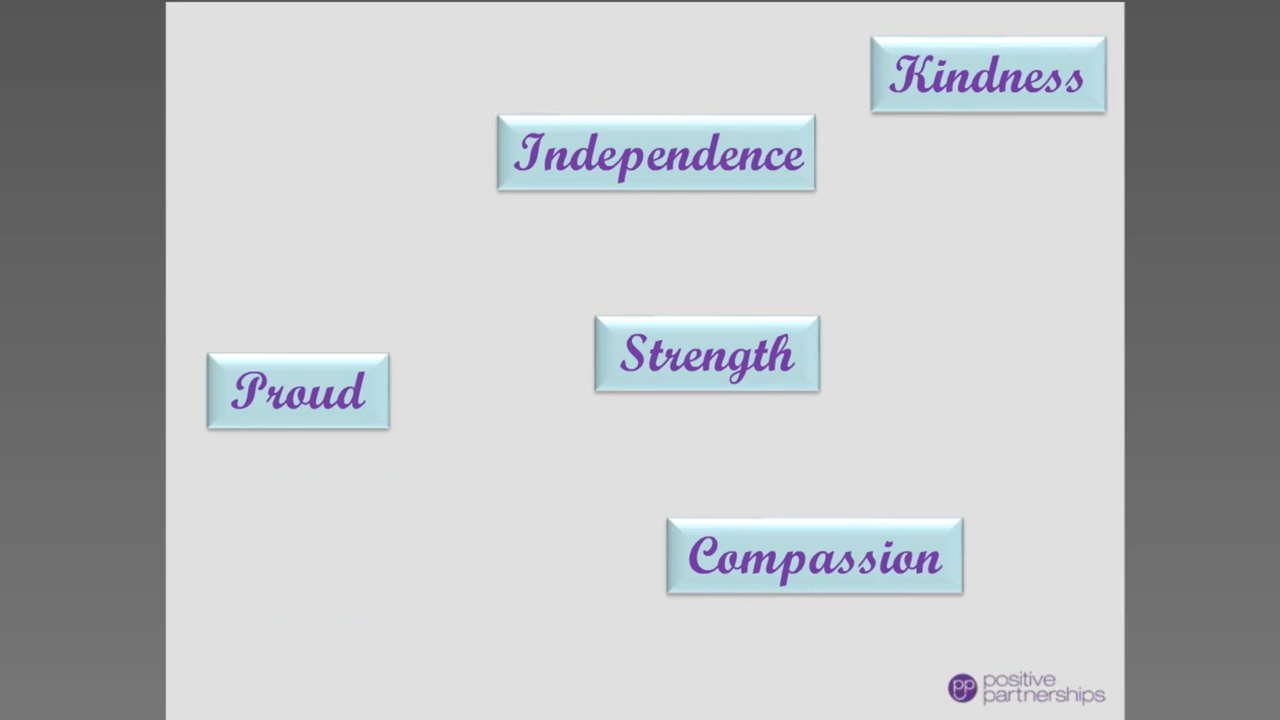 Kindness
Independence
Strength
Proud
Compassion
positive
partnerships